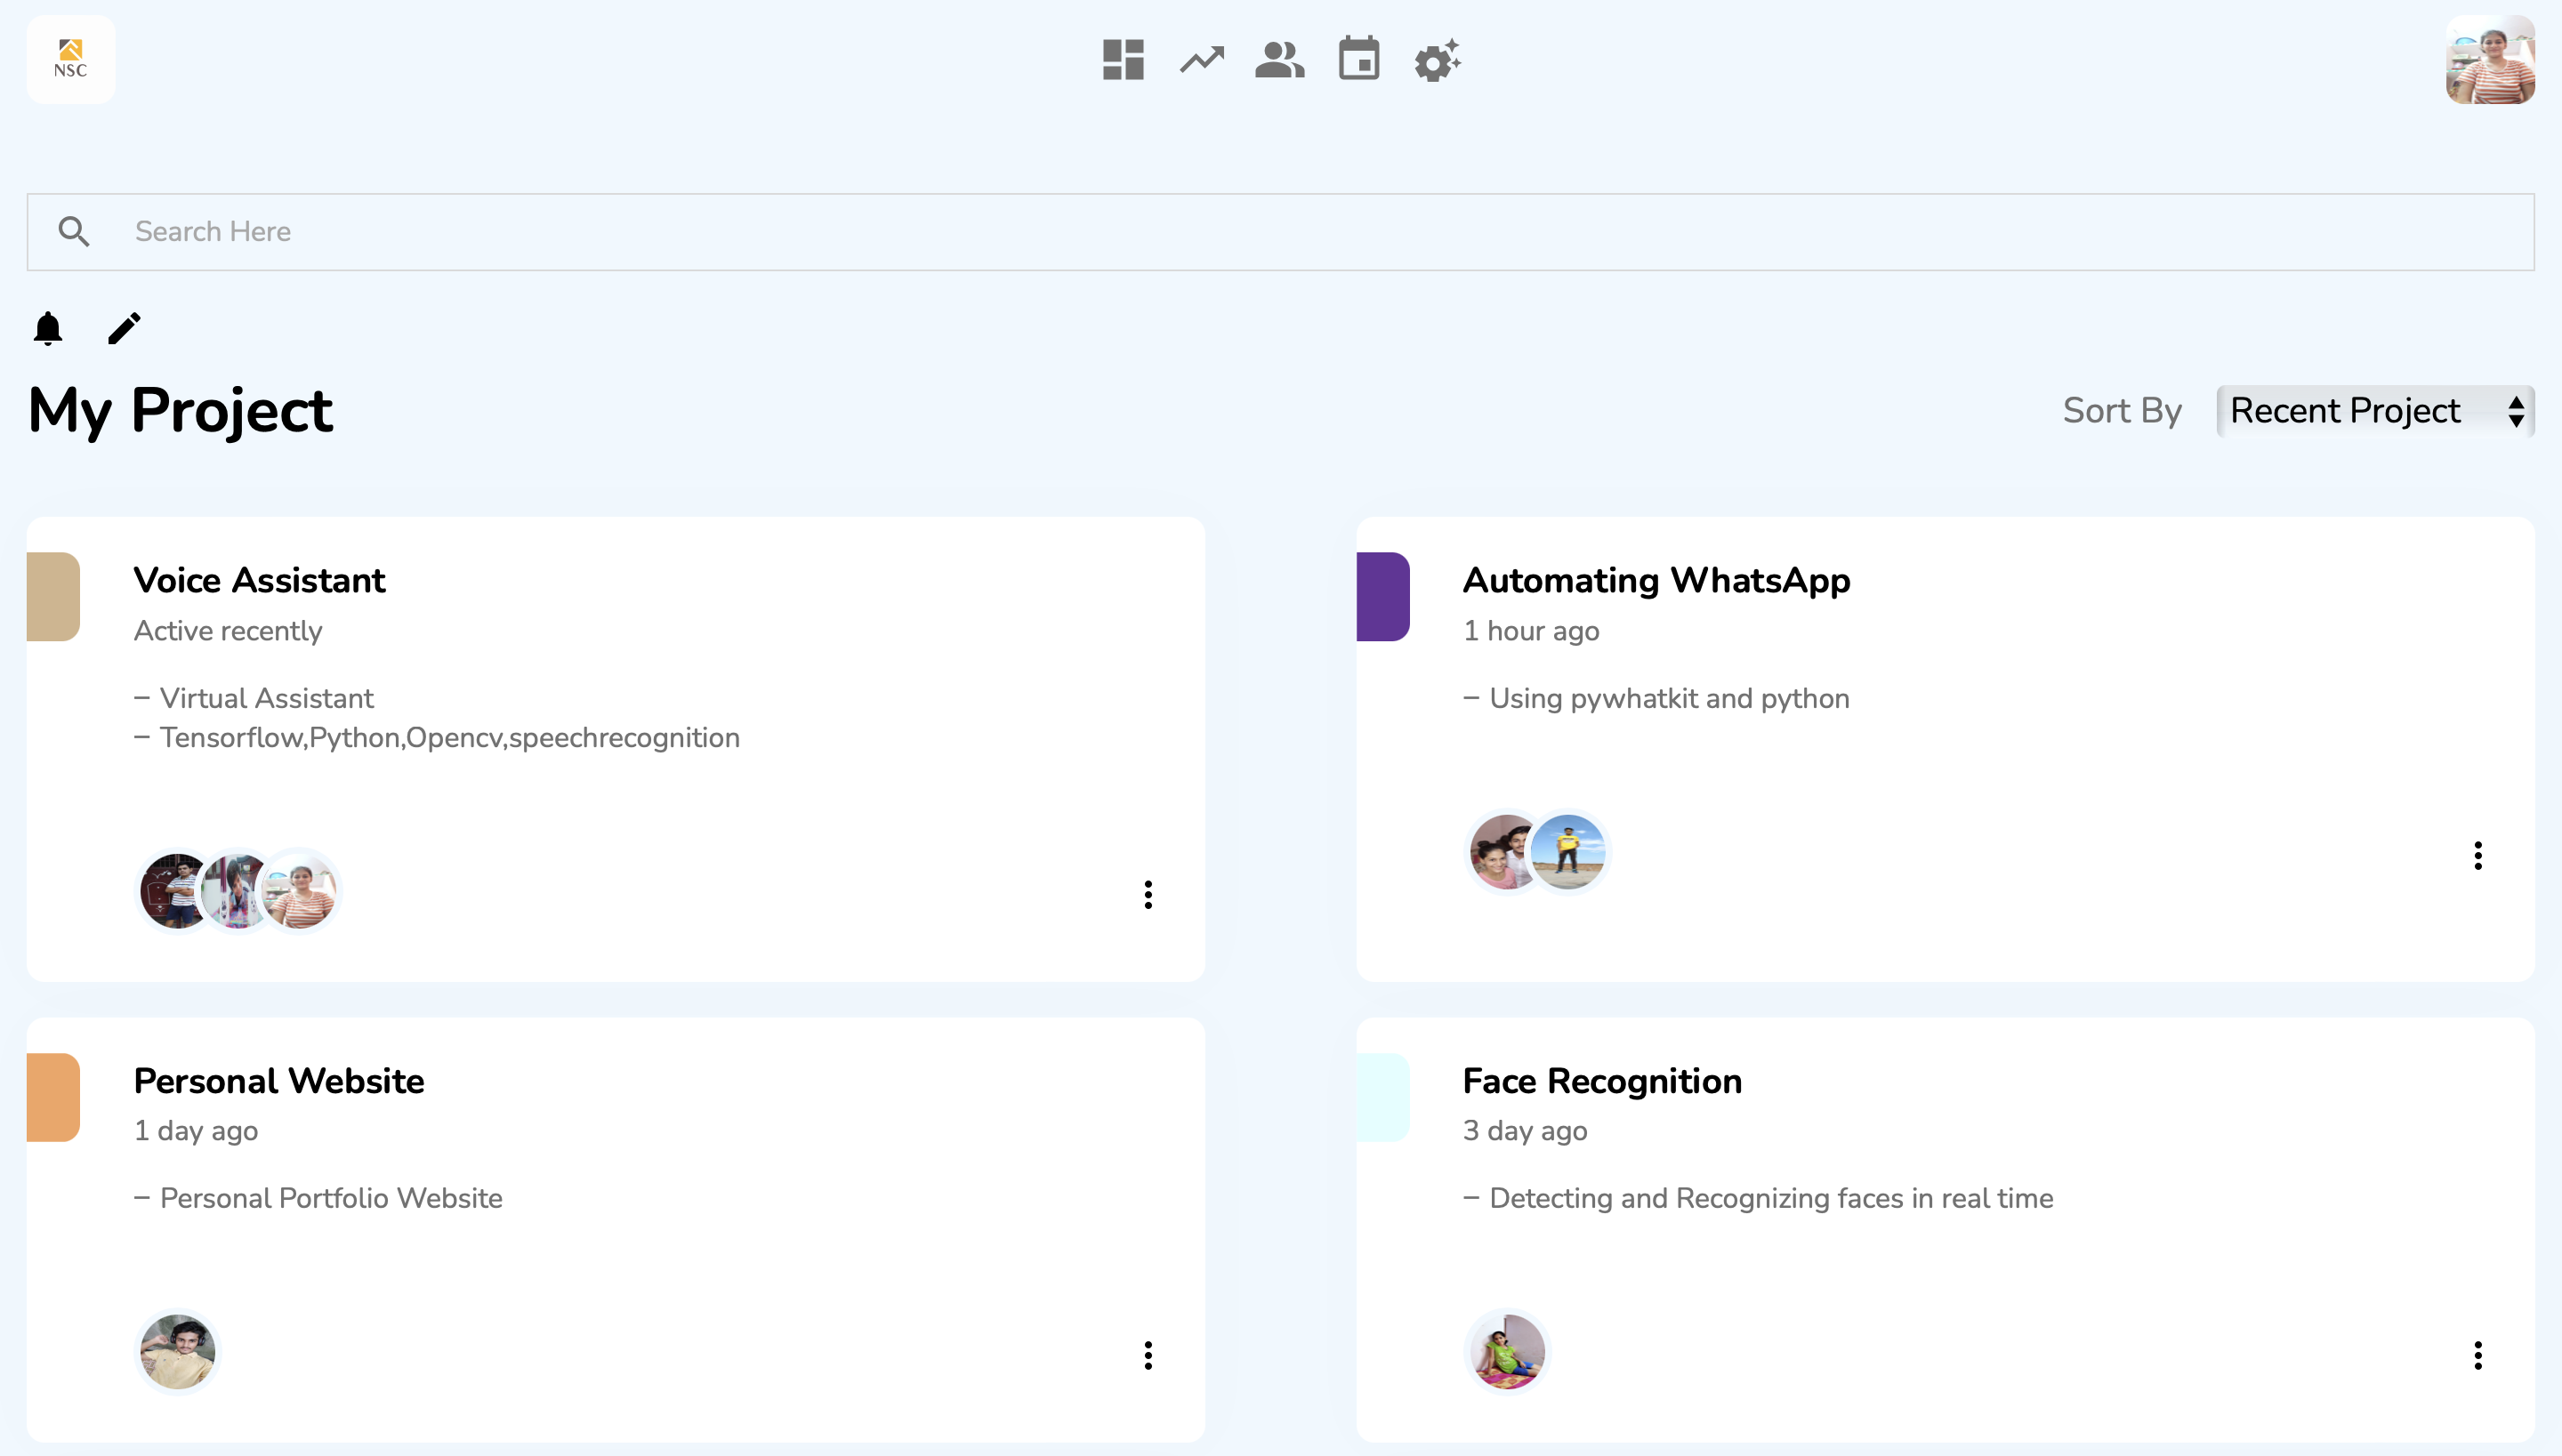 NSC
Search Here
My Project
Sort By
Recent Project
Voice Assistant
Active recently
– Virtual Assistant
– Tensorflow,Python,Opencv,speechrecognition
Automating WhatsApp
1 hour ago
– Using pywhatkit and python
Personal Website
1 day ago
– Personal Portfolio Website
Face Recognition
3 day ago
– Detecting and Recognizing faces in real time